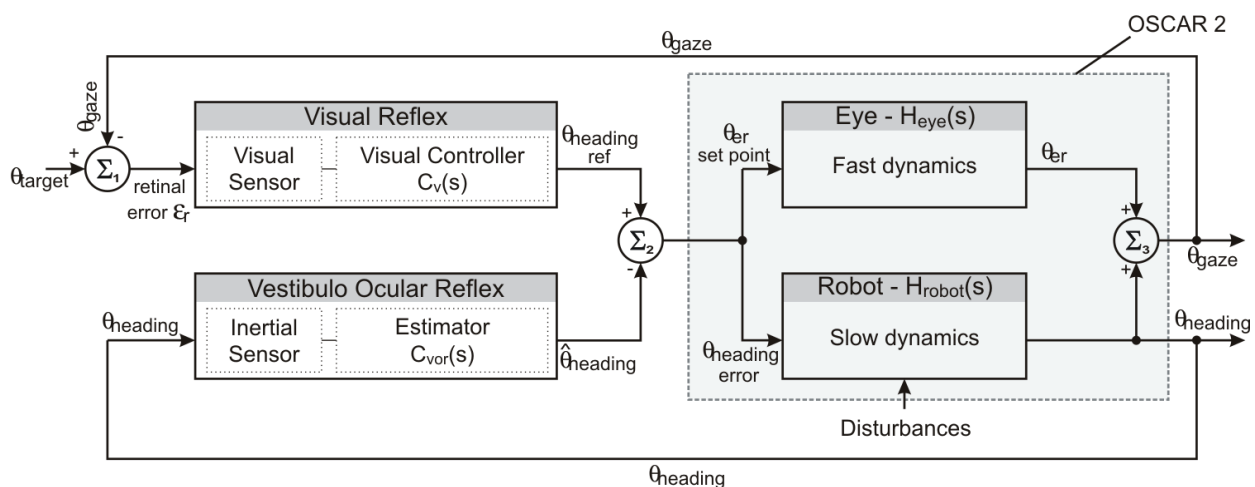 OSCAR 2
θgaze
θgaze
-
+
Σ1
θtarget
retinal
error εr
Visual Reflex
Visual
Sensor
Visual Controller
Cv(s)
θheading
ref
+
Σ2
-
θer
set point
Eye - Heye(s)
Fast dynamics
θer
+
Σ3
+
θgaze
Vestibulo Ocular Reflex
θheading
Inertial
Sensor
Estimator
Cvor(s)
θ̂heading
θheading
error
Robot - Hrobot(s)
Slow dynamics
θheading
Disturbances
θheading